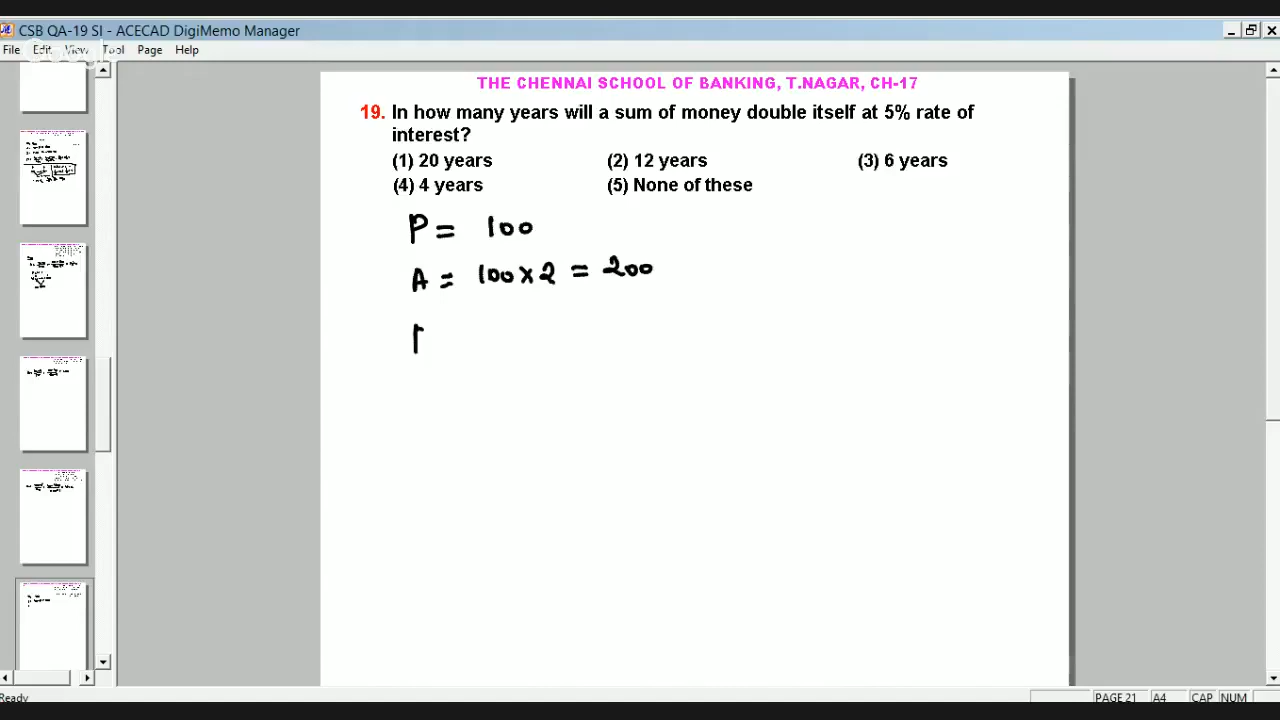 CSB QA-19 SI - ACECAD DigiMemo Manager
File Edit View Tool Page Help
THE CHENNAI SCHOOL OF BANKING, T.NAGAR, CH-17
19. In how many years will a sum of money double itself at 5% rate of
interest?
(1) 20 years (2) 12 years (3) 6 years
(4) 4 years (5) None of these
P = 100
A = 100 × 2 = 200
Ready PAGE 21 A4 CAP NUM